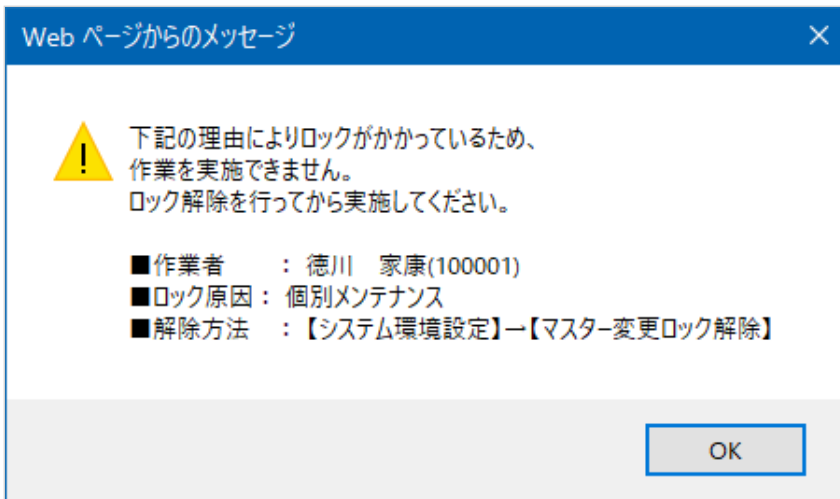 Web ページからのメッセージ
下記の理由によりロックがかかっているため、
作業を実施できません。
ロック解除を行ってから実施してください。
■作業者　　：徳川　家康(100001)
■ロック原因：個別メンテナンス
■解除方法　：【システム環境設定】→【マスター変更ロック解除】
OK